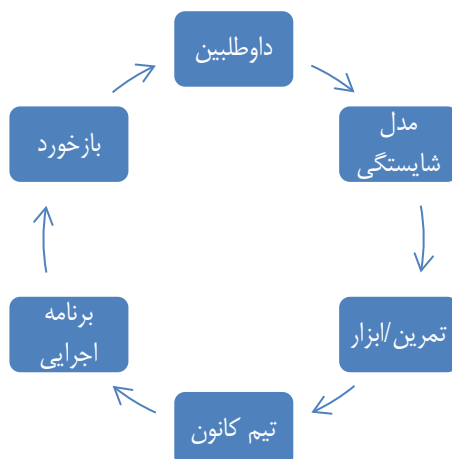 داوطلبین
مدل
شایستگی
تمرین/ابزار
تیم کانون
برنامه
اجرایی
بازخورد